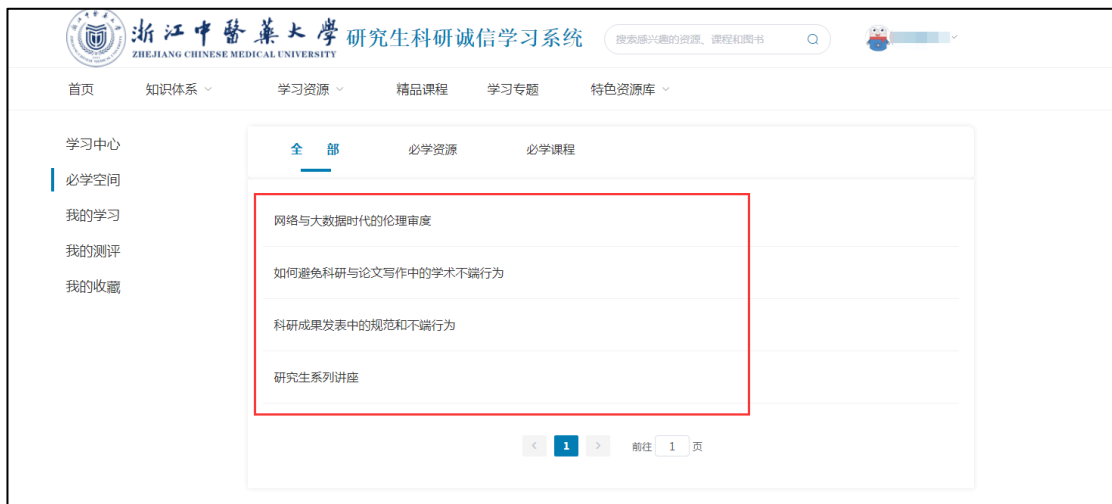 浙江中醫藥大學 研究生科研诚信学习系统 搜索感兴趣的资源、课程和图书
ZHEJIANG CHINESE MEDICAL UNIVERSITY
首页 知识体系 学习资源 精品课程 学习专题 特色资源库
学习中心
全 部 必学资源 必学课程
必学空间
我的学习
网络与大数据时代的伦理审度
我的测评
如何避免科研与论文写作中的学术不端行为
我的收藏
科研成果发表中的规范和不端行为
研究生系列讲座
< 1 > 前往 1 页